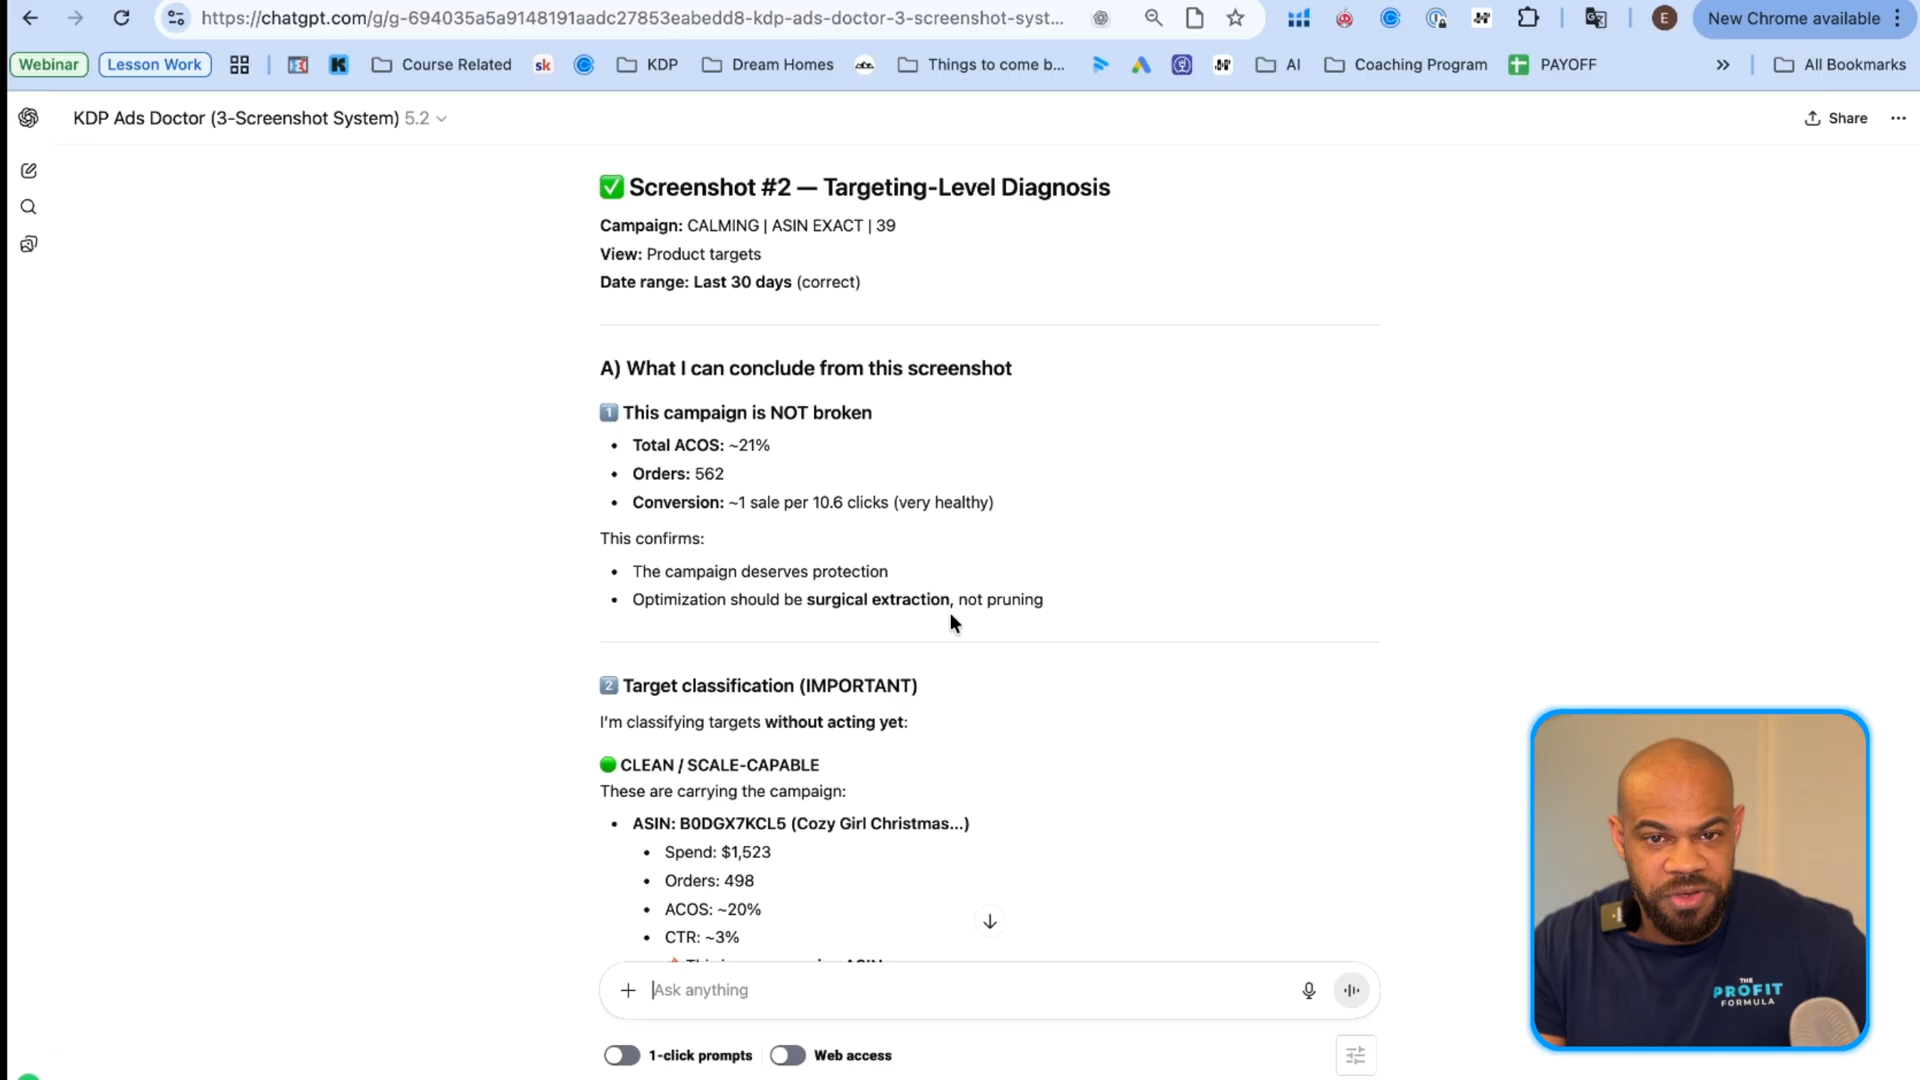 https://chatgpt.com/g/g-694035a5a9148191aadc27853eabedd8-kdp-ads-doctor-3-screenshot-syst...
E
New Chrome available
Webinar
Lesson Work
K
Course Related
sk
KDP
Dream Homes
Things to come b...
AI
Coaching Program
PAYOFF
»
All Bookmarks
KDP Ads Doctor (3-Screenshot System) 5.2
Share
✅ Screenshot #2 — Targeting-Level Diagnosis
Campaign: CALMING | ASIN EXACT | 39
View: Product targets
Date range: Last 30 days (correct)
A) What I can conclude from this screenshot
1 This campaign is NOT broken
• Total ACOS: ~21%
• Orders: 562
• Conversion: ~1 sale per 10.6 clicks (very healthy)
This confirms:
• The campaign deserves protection
• Optimization should be surgical extraction, not pruning
2 Target classification (IMPORTANT)
I'm classifying targets without acting yet:
CLEAN / SCALE-CAPABLE
These are carrying the campaign:
• ASIN: B0DGX7KCL5 (Cozy Girl Christmas...)
• Spend: $1,523
• Orders: 498
• ACOS: ~20%
• CTR: ~3%
Ask anything
1-click prompts
Web access
THE
PROFIT
FORMULA